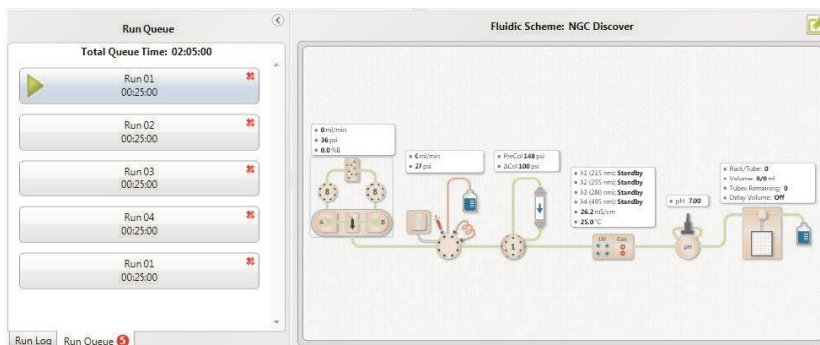 Run Queue
Total Queue Time: 02:05:00
Run 01
00:25:00
Run 02
00:25:00
Run 03
00:25:00
Run 04
00:25:00
Run 01
00:25:00
Run Log
Run Queue 5
Fluidic Scheme: NGC Discover
0 ml/min
36 psi
0.0 %B
8
8
A
B
0 ml/min
27 psi
PreCol 148 psi
ΔCol 100 psi
1
λ1 (215 nm): Standby
λ2 (255 nm): Standby
λ3 (280 nm): Standby
λ4 (495 nm): Standby
26.2 mS/cm
25.0 °C
UV Con
pH: 7.00
pH
Rack/Tube: 0
Volume: 0/0 ml
Tubes Remaining: 0
Delay Volume: Off